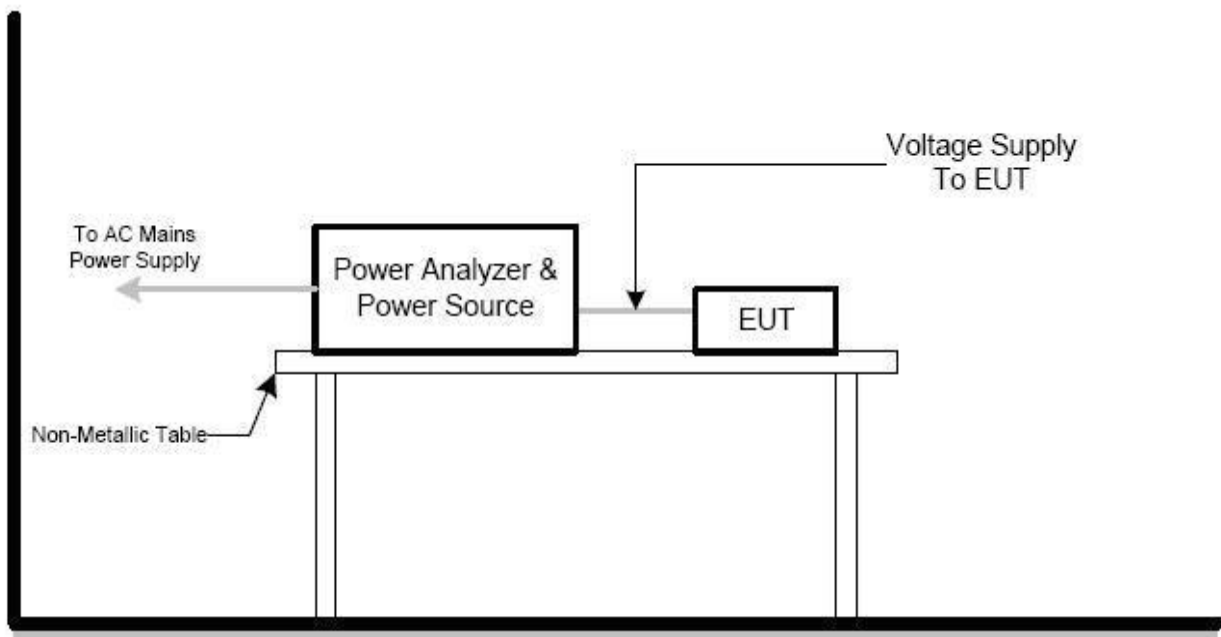 Voltage Supply
To EUT
To AC Mains
Power Supply
Power Analyzer &
Power Source
EUT
Non-Metallic Table